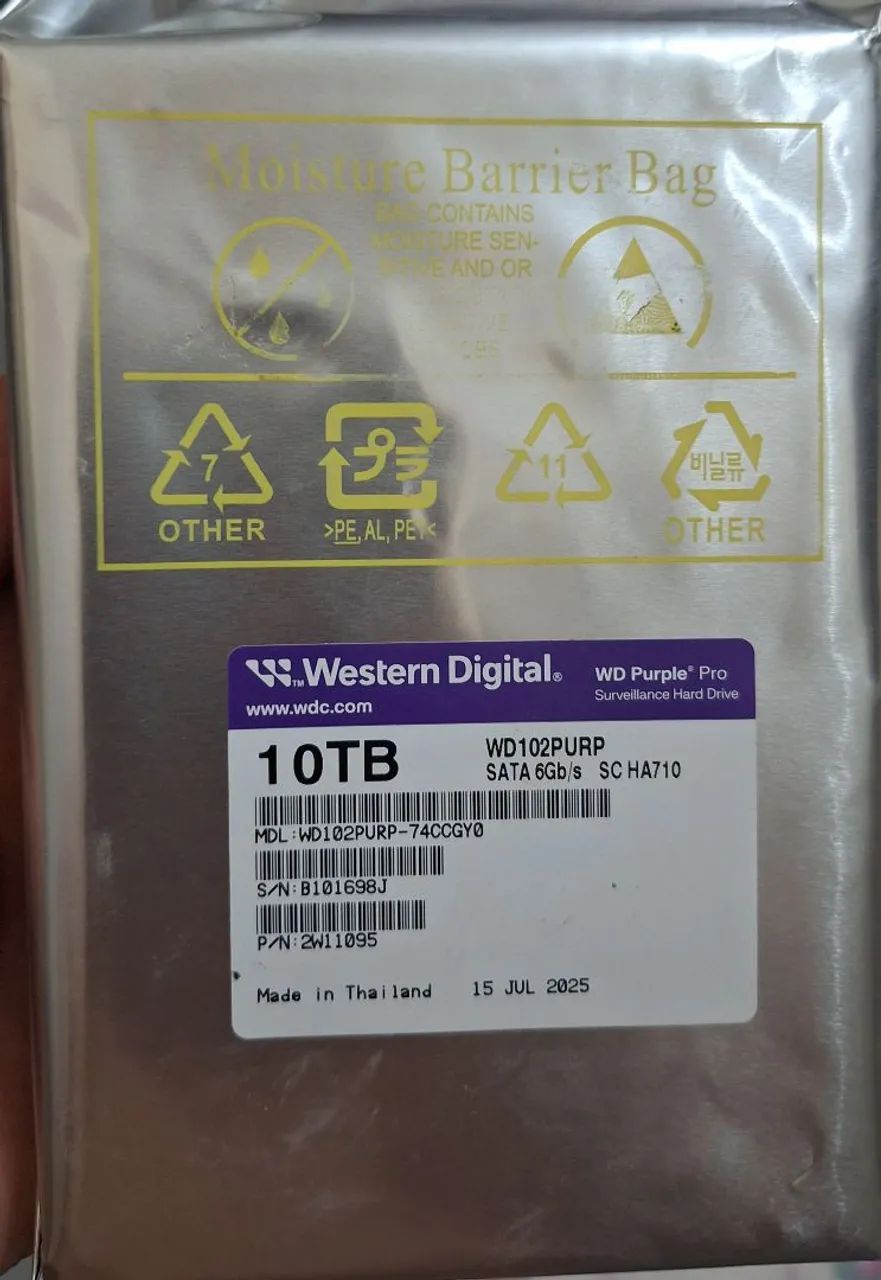 Moisture Barrier Bag
BAG CONTAINS
MOISTURE SEN-
SITIVE AND OR
7
OTHER
プラ
>PE, AL, PET<
11
비닐류
OTHER
Western Digital®
TM
www.wdc.com
WD Purple® Pro
Surveillance Hard Drive
10TB
WD102PURP
SATA 6Gb/s SC HA710
MDL:WD102PURP-74CCGY0
S/N:B101698J
P/N:2W11095
Made in Thailand 15 JUL 2025